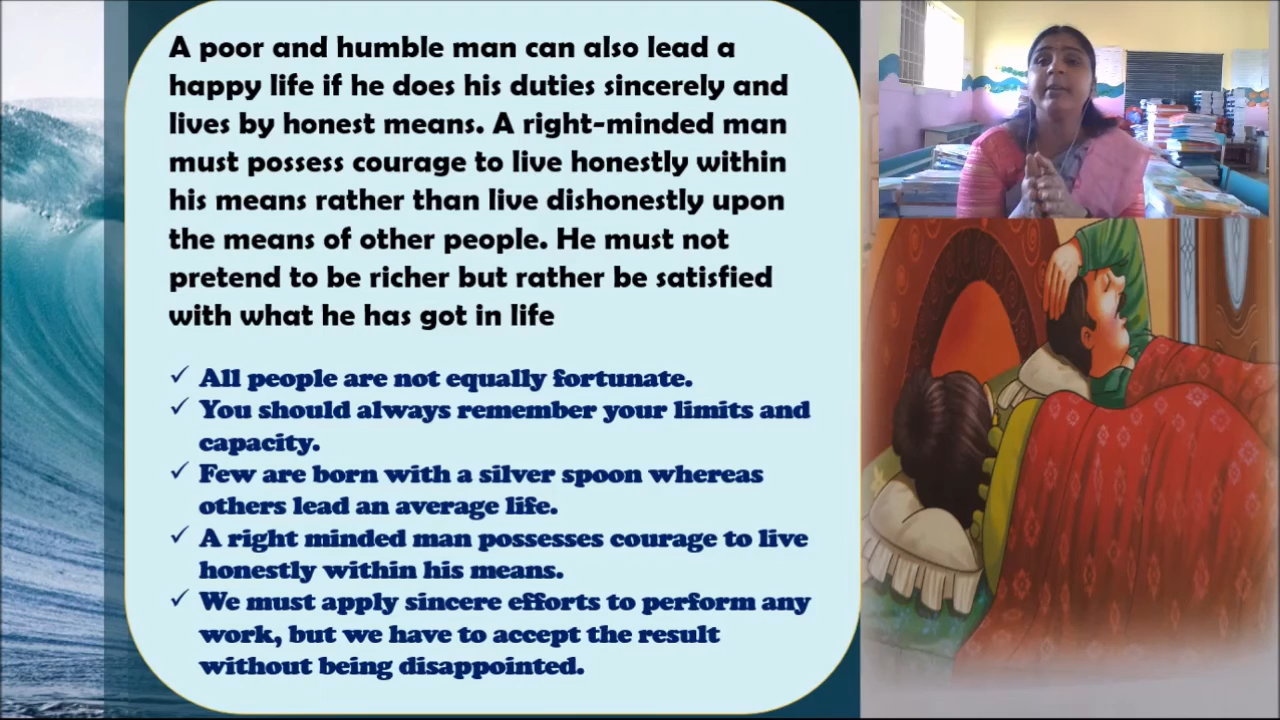 A poor and humble man can also lead a
happy life if he does his duties sincerely and
lives by honest means. A right-minded man
must possess courage to live honestly within
his means rather than live dishonestly upon
the means of other people. He must not
pretend to be richer but rather be satisfied
with what he has got in life
✓ All people are not equally fortunate.
✓ You should always remember your limits and
capacity.
✓ Few are born with a silver spoon whereas
others lead an average life.
✓ A right minded man possesses courage to live
honestly within his means.
✓ We must apply sincere efforts to perform any
work, but we have to accept the result
without being disappointed.